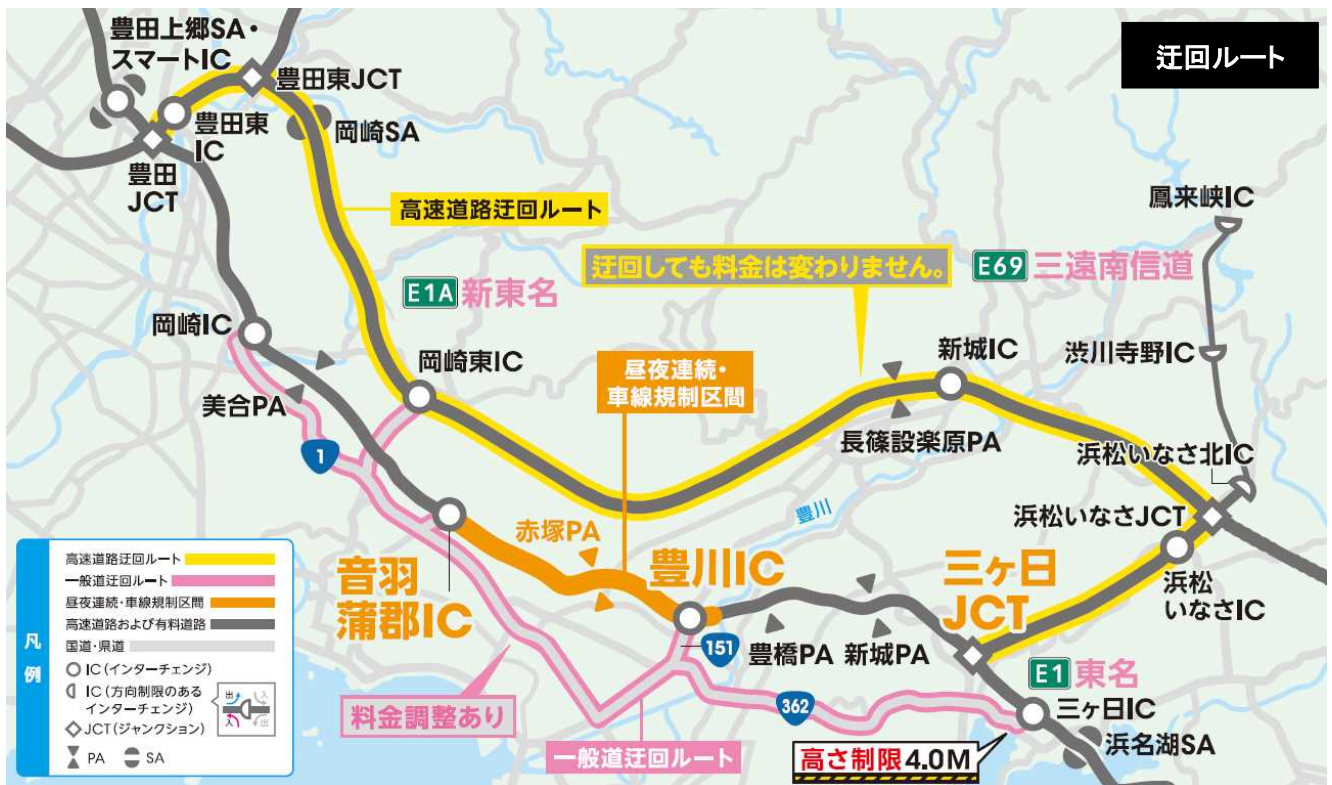 迂回ルート
豊田上郷SA・
スマートIC
豊田東JCT
豊田東
IC
岡崎SA
豊田
JCT
高速道路迂回ルート
鳳来峡IC
迂回しても料金は変わりません。
E69 三遠南信道
E1A 新東名
岡崎IC
岡崎東IC
新城IC
渋川寺野IC
昼夜連続・
車線規制区間
美合PA
長篠設楽原PA
1
浜松いなさ北IC
豊川
浜松いなさJCT
赤塚PA
音羽
蒲郡IC
豊川IC
三ヶ日
JCT
浜松
いなさIC
151
豊橋PA
新城PA
E1 東名
362
料金調整あり
三ヶ日IC
一般道迂回ルート
高さ制限4.0M
浜名湖SA
凡例
高速道路迂回ルート
一般道迂回ルート
昼夜連続・車線規制区間
高速道路および有料道路
国道・県道
IC(インターチェンジ)
IC(方向制限のある
インターチェンジ)
出 入
入 出
JCT(ジャンクション)
PA SA